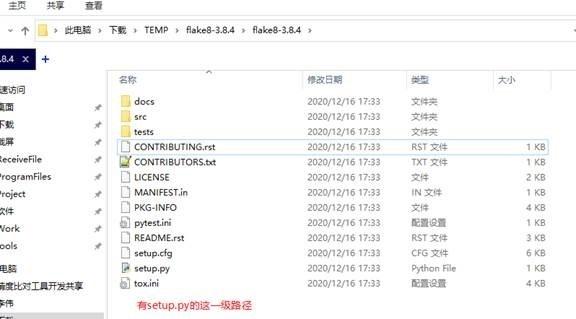 主页 共享 查看
此电脑 下载 TEMP flake8-3.8.4 flake8-3.8.4
.8.4 × +
名称 修改日期 类型 大小
速访问
桌面
下载
ReceiveFile
ProgramFiles
Project
软件
Work
ools
电脑
精度比对工具开发共享
李伟
docs 2020/12/16 17:33 文件夹
src 2020/12/16 17:33 文件夹
tests 2020/12/16 17:33 文件夹
CONTRIBUTING.rst 2020/12/16 17:33 RST 文件 1 KB
CONTRIBUTORS.txt 2020/12/16 17:33 TXT 文件 1 KB
LICENSE 2020/12/16 17:33 文件 2 KB
MANIFEST.in 2020/12/16 17:33 IN 文件 1 KB
PKG-INFO 2020/12/16 17:33 文件 4 KB
pytest.ini 2020/12/16 17:33 配置设置 1 KB
README.rst 2020/12/16 17:33 RST 文件 3 KB
setup.cfg 2020/12/16 17:33 CFG 文件 6 KB
setup.py 2020/12/16 17:33 Python File 1 KB
tox.ini 2020/12/16 17:33 配置设置 4 KB
有setup.py的这一级路径